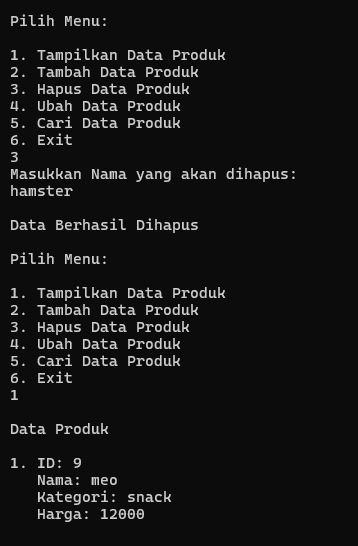 Pilih Menu:
1. Tampilkan Data Produk
2. Tambah Data Produk
3. Hapus Data Produk
4. Ubah Data Produk
5. Cari Data Produk
6. Exit
3
Masukkan Nama yang akan dihapus:
hamster
Data Berhasil Dihapus
Pilih Menu:
1. Tampilkan Data Produk
2. Tambah Data Produk
3. Hapus Data Produk
4. Ubah Data Produk
5. Cari Data Produk
6. Exit
1
Data Produk
1. ID: 9
Nama: meo
Kategori: snack
Harga: 12000